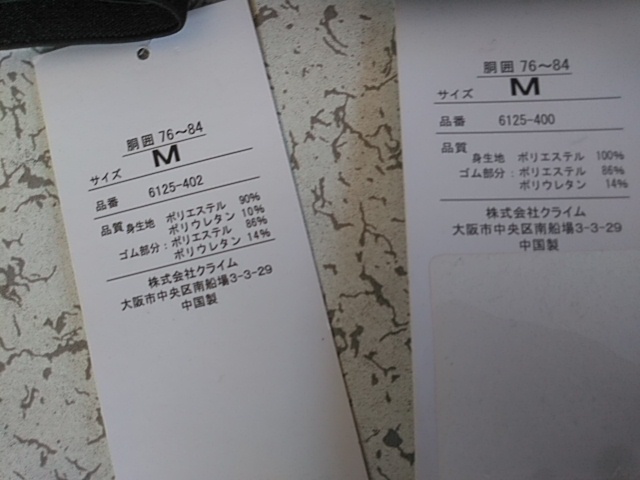 胴囲 76～84
サイズ M
品番 6125-402
品質 身生地 ポリエステル 90%
ポリウレタン 10%
ゴム部分：ポリエステル 86%
ポリウレタン 14%
株式会社クライム
大阪市中央区南船場3-3-29
中国製
胴囲 76～84
サイズ M
品番 6125-400
品質
身生地 ポリエステル 100%
ゴム部分：ポリエステル 86%
ポリウレタン 14%
株式会社クライム
大阪市中央区南船場3-3-29
中国製